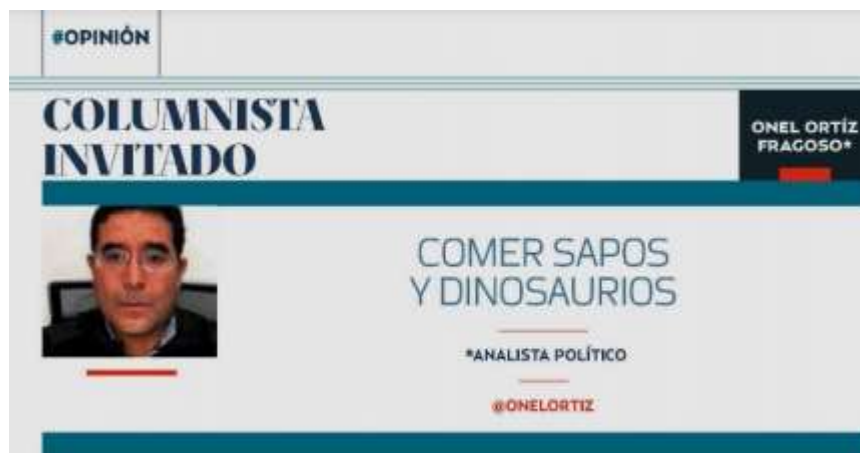 #OPINIÓN
COLUMNISTA
INVITADO
ONEL ORTÍZ
FRAGOSO*
COMER SAPOS
Y DINOSAURIOS
*ANALISTA POLÍTICO
@ONELORTIZ